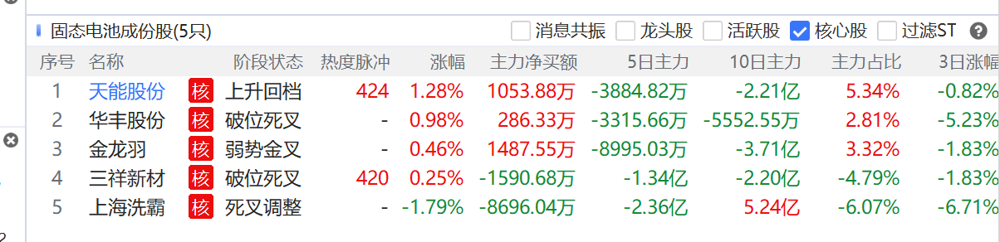 固态电池成份股(5只) 消息共振 龙头股 活跃股 核心股 过滤ST ?
序号 名称 阶段状态 热度脉冲 涨幅 主力净买额 5日主力 10日主力 主力占比 3日涨幅
1 天能股份 核 上升回档 424 1.28% 1053.88万 -3884.82万 -2.21亿 5.34% -0.82%
2 华丰股份 核 破位死叉 - 0.98% 286.33万 -3315.66万 -5552.55万 2.81% -5.23%
3 金龙羽 核 弱势金叉 - 0.46% 1487.55万 -8995.03万 -3.71亿 3.32% -1.83%
4 三祥新材 核 破位死叉 420 0.25% -1590.68万 -1.34亿 -2.20亿 -4.79% -1.83%
5 上海洗霸 核 死叉调整 - -1.79% -8696.04万 -2.36亿 5.24亿 -6.07% -6.71%